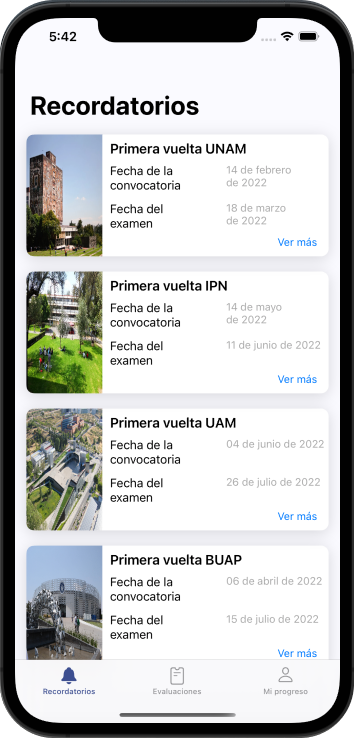 5:42
Recordatorios
Primera vuelta UNAM
Fecha de la
convocatoria
14 de febrero
de 2022
Fecha del
examen
18 de marzo
de 2022
Ver más
Primera vuelta IPN
Fecha de la
convocatoria
14 de mayo
de 2022
Fecha del
examen
11 de junio de 2022
Ver más
Primera vuelta UAM
Fecha de la
convocatoria
04 de junio de 2022
Fecha del
examen
26 de julio de 2022
Ver más
Primera vuelta BUAP
Fecha de la
convocatoria
06 de abril de 2022
Fecha del
examen
15 de julio de 2022
Ver más
Recordatorios
Evaluaciones
Mi progreso